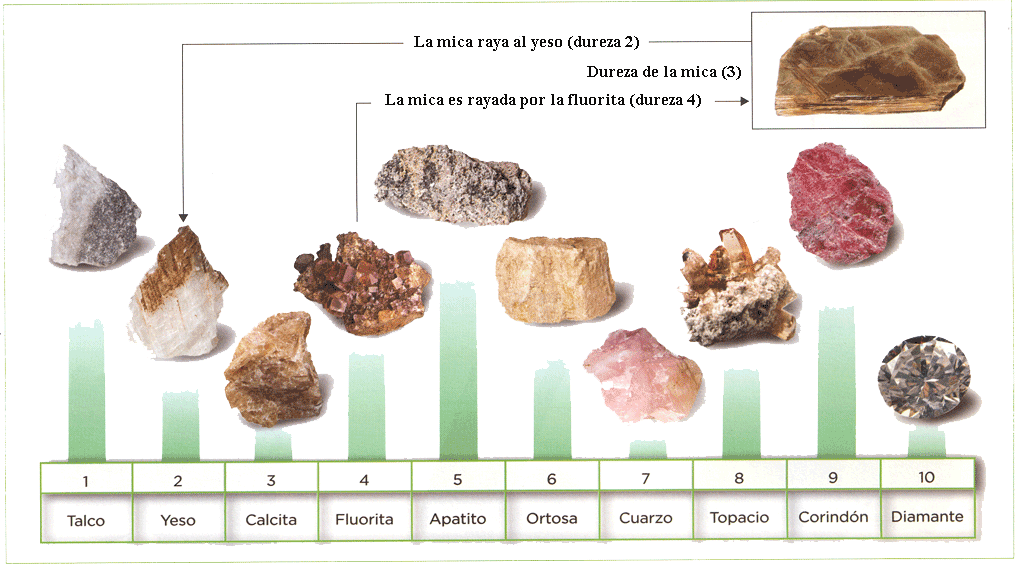 La mica raya al yeso (dureza 2)
Dureza de la mica (3)
La mica es rayada por la fluorita (dureza 4)
1 2 3 4 5 6 7 8 9 10
Talco Yeso Calcita Fluorita Apatito Ortosa Cuarzo Topacio Corindón Diamante